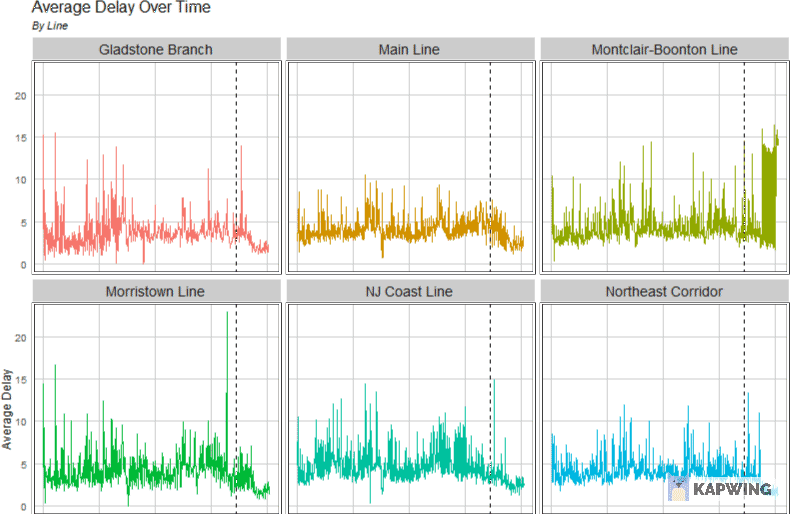 Average Delay Over Time
By Line
Gladstone Branch
Main Line
Montclair-Boonton Line
20
15
10
5
0
Morristown Line
NJ Coast Line
Northeast Corridor
Average Delay
20
15
10
5
0
KAPWING